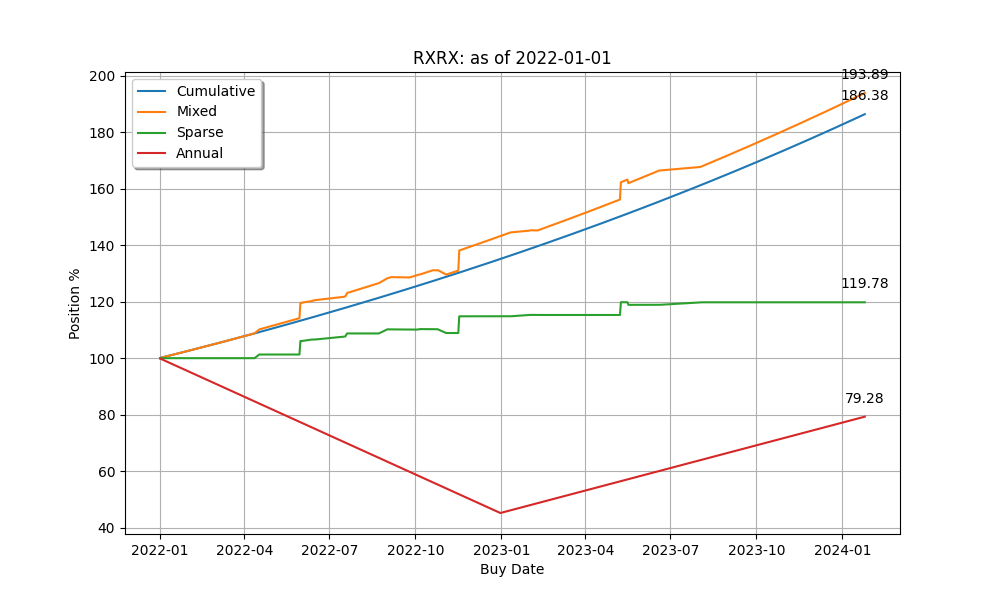 RXRX: as of 2022-01-01
193.89
186.38
119.78
79.28
Cumulative
Mixed
Sparse
Annual
Position %
200
180
160
140
120
100
80
60
40
2022-01 2022-04 2022-07 2022-10 2023-01 2023-04 2023-07 2023-10 2024-01
Buy Date